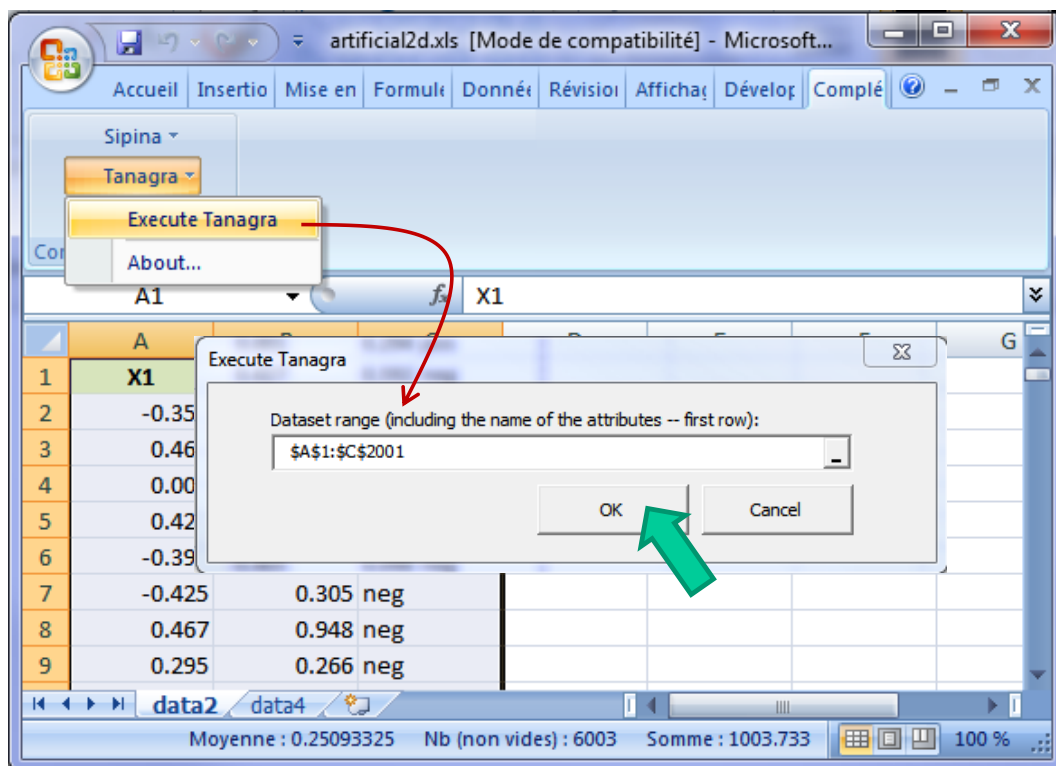 artificial2d.xls [Mode de compatibilité] - Microsoft...
Accueil Insertio Mise en Formule Donnée Révision Affichag Dévelop Complé
Sipina
Tanagra
Execute Tanagra
About...
A1 fx X1
A G
Execute Tanagra
1 X1
2 -0.35
Dataset range (including the name of the attributes -- first row):
3 0.46
$A$1:$C$2001
4 0.00
5 0.42
OK Cancel
6 -0.39
7 -0.425 0.305 neg
8 0.467 0.948 neg
9 0.295 0.266 neg
data2 data4
Moyenne : 0.25093325 Nb (non vides) : 6003 Somme : 1003.733 100 %